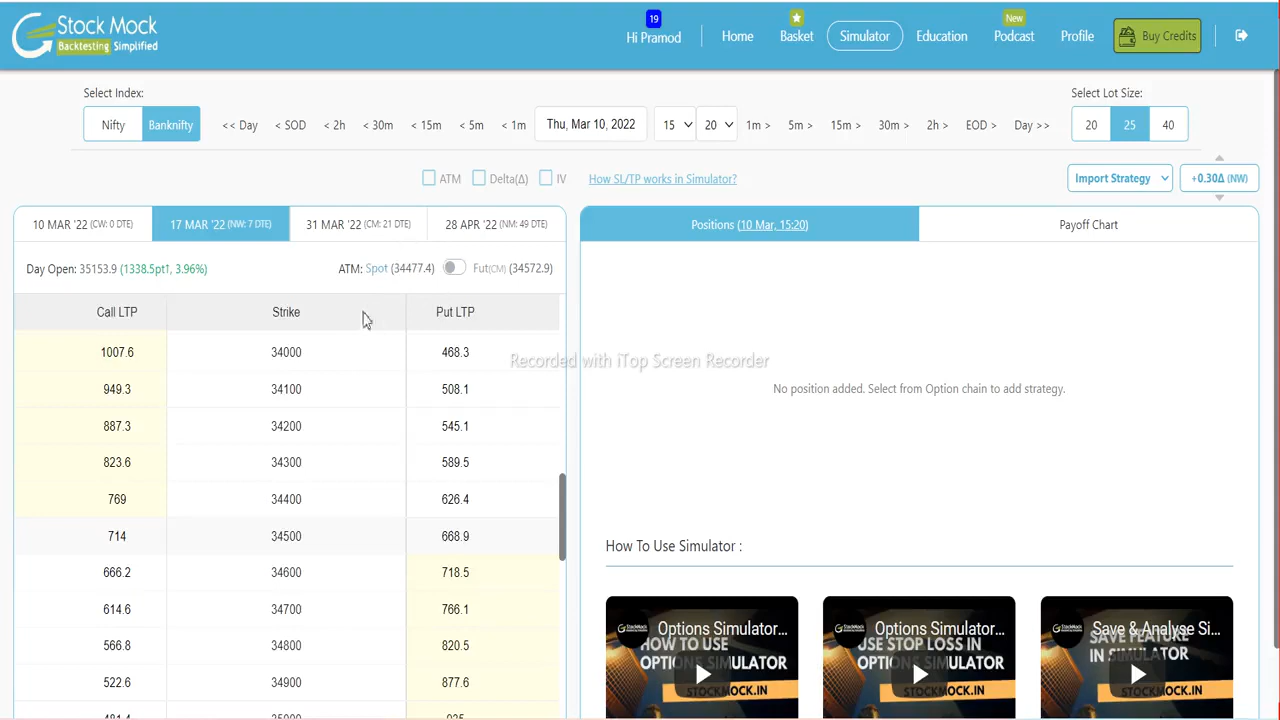 Stock Mock
Backtesting Simplified
19
Hi Pramod
Home
Basket
Simulator
Education
New
Podcast
Profile
Buy Credits
Select Index:
Nifty
Banknifty
<< Day
< SOD
< 2h
< 30m
< 15m
< 5m
< 1m
Thu, Mar 10, 2022
15
20
1m >
5m >
15m >
30m >
2h >
EOD >
Day >>
Select Lot Size:
20
25
40
ATM
Delta(Δ)
IV
How SL/TP works in Simulator?
Import Strategy
+0.30Δ (NW)
10 MAR '22 (CW: 0 DTE)
17 MAR '22 (NW: 7 DTE)
31 MAR '22 (CM: 21 DTE)
28 APR '22 (NM: 49 DTE)
Positions (10 Mar, 15:20)
Payoff Chart
Day Open: 35153.9 (1338.5pt↑, 3.96%)
ATM: Spot (34477.4)
Fut(CM) (34572.9)
Call LTP Strike Put LTP
1007.6 34000 468.3
949.3 34100 508.1
887.3 34200 545.1
823.6 34300 589.5
769 34400 626.4
714 34500 668.9
666.2 34600 718.5
614.6 34700 766.1
566.8 34800 820.5
522.6 34900 877.6
Recorded with iTop Screen Recorder
No position added. Select from Option chain to add strategy.
How To Use Simulator :
StockMock
Options Simulator...
HOW TO USE
OPTIONS SIMULATOR
STOCKMOCK.IN
StockMock
Options Simulator...
USE STOP LOSS IN
OPTIONS SIMULATOR
STOCKMOCK.IN
StockMock
Save & Analyse Si...
SAVE FEATURE
IN SIMULATOR
STOCKMOCK.IN